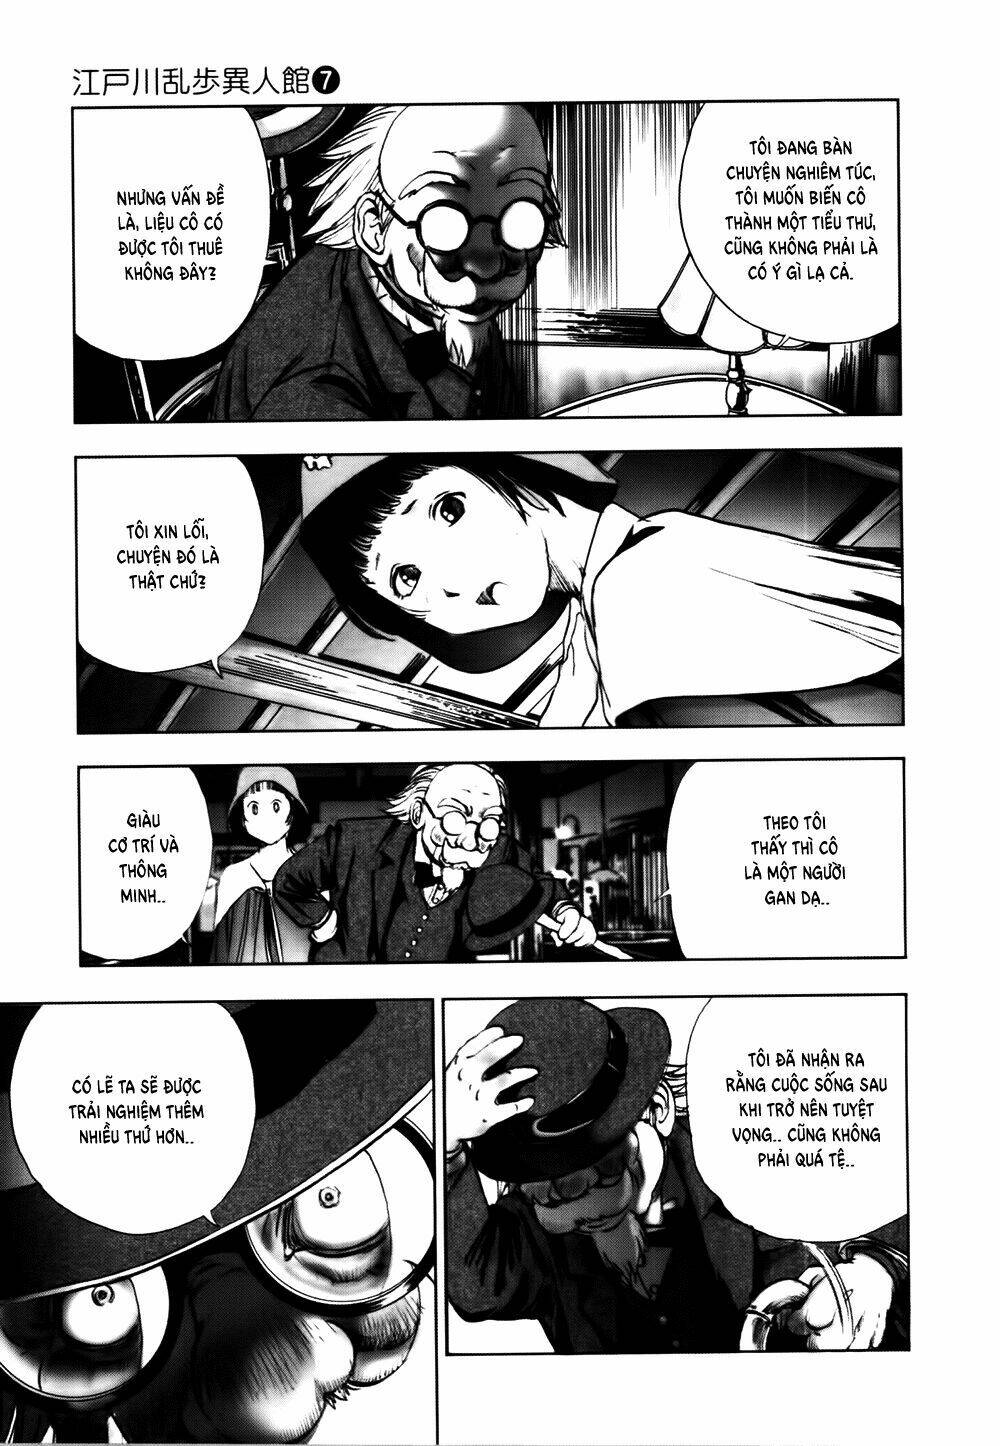 江戸川乱歩異人館7
TÔI ĐANG BÀN
CHUYỆN NGHIÊM TÚC,
TÔI MUỐN BIẾN CÔ
THÀNH MỘT TIỂU THƯ,
CŨNG KHÔNG PHẢI LÀ
CÓ Ý GÌ LẠ CẢ.
NHƯNG VẤN ĐỀ
LÀ, LIỆU CÔ CÓ
ĐƯỢC TÔI THUÊ
KHÔNG ĐÂY?
TÔI XIN LỖI,
CHUYỆN ĐÓ LÀ
THẬT CHỨ?
THEO TÔI
THẤY THÌ CÔ
LÀ MỘT NGƯỜI
GAN DẠ..
GIÀU
CƠ TRÍ VÀ
THÔNG
MINH..
TÔI ĐÃ NHẬN RA
RẰNG CUỘC SỐNG SAU
KHI TRỞ NÊN TUYỆT
VỌNG.. CŨNG KHÔNG
PHẢI QUÁ TỆ..
CÓ LẼ TA SẼ ĐƯỢC
TRẢI NGHIỆM THÊM
NHIỀU THỨ HƠN..